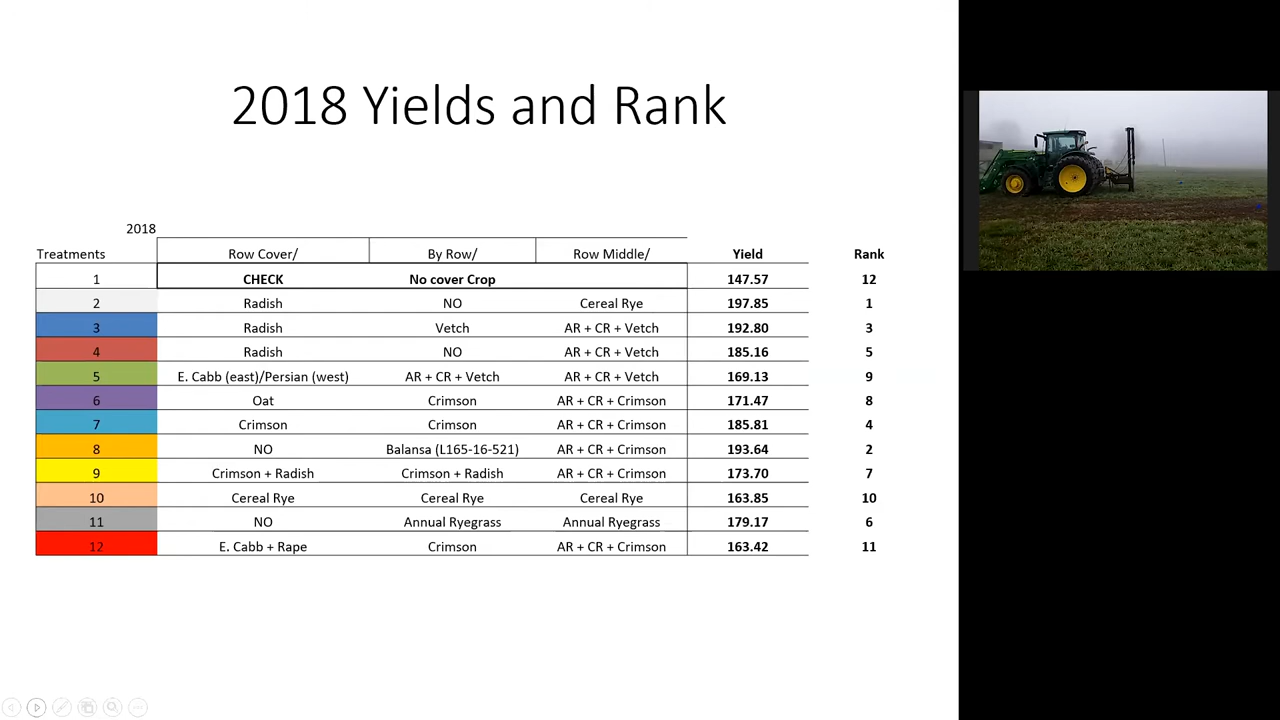 2018 Yields and Rank
2018
Treatments Row Cover/ By Row/ Row Middle/ Yield Rank
1 CHECK No cover Crop 147.57 12
2 Radish NO Cereal Rye 197.85 1
3 Radish Vetch AR + CR + Vetch 192.80 3
4 Radish NO AR + CR + Vetch 185.16 5
5 E. Cabb (east)/Persian (west) AR + CR + Vetch AR + CR + Vetch 169.13 9
6 Oat Crimson AR + CR + Crimson 171.47 8
7 Crimson Crimson AR + CR + Crimson 185.81 4
8 NO Balansa (L165-16-521) AR + CR + Crimson 193.64 2
9 Crimson + Radish Crimson + Radish AR + CR + Crimson 173.70 7
10 Cereal Rye Cereal Rye Cereal Rye 163.85 10
11 NO Annual Ryegrass Annual Ryegrass 179.17 6
12 E. Cabb + Rape Crimson AR + CR + Crimson 163.42 11